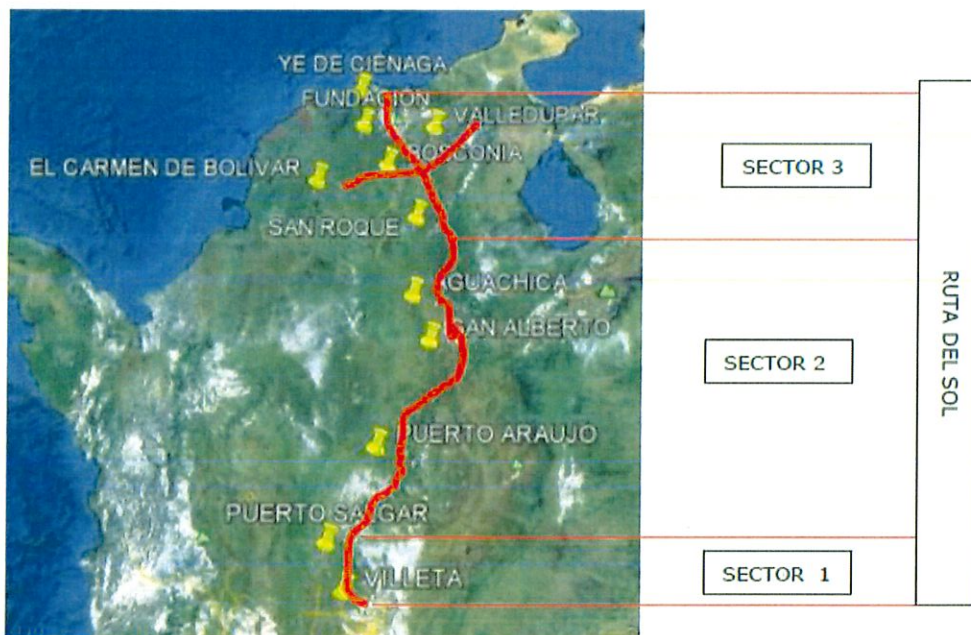 YE DE CIENAGA
FUNDACION
VALLEDUPAR
BOSCONIA
EL CARMEN DE BOLIVAR
SECTOR 3
SAN ROQUE
AGUACHICA
SAN ALBERTO
SECTOR 2
RUTA DEL SOL
PUERTO ARAUJO
PUERTO SALGAR
VILLETA
SECTOR 1